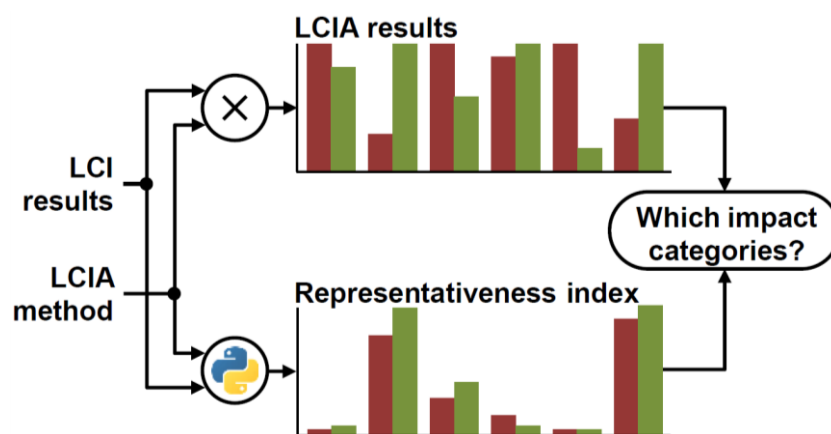 LCIA results
×
LCI
results
Which impact
categories?
LCIA
method
Representativeness index